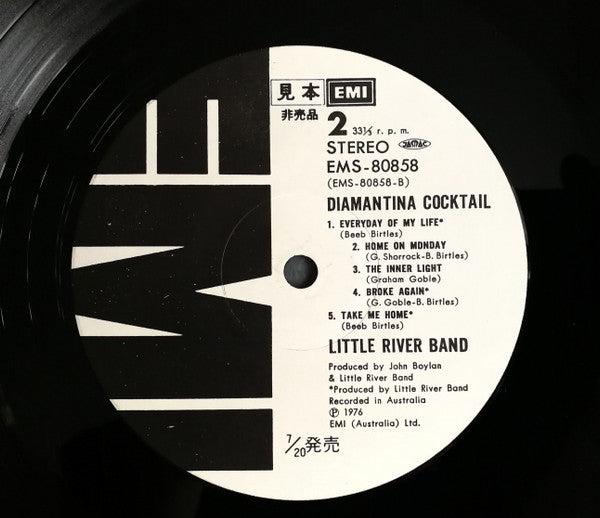 見本 EMI
非売品
2 33⅓ r. p. m.
STEREO JASRAC
EMS-80858
(EMS-80858-B)
DIAMANTINA COCKTAIL
1. EVERYDAY OF MY LIFE*
(Beeb Birtles)
2. HOME ON MONDAY
(G. Shorrock-B. Birtles)
3. THE INNER LIGHT
(Graham Goble)
4. BROKE AGAIN*
(G. Goble-B. Birtles)
5. TAKE ME HOME*
(Beeb Birtles)
LITTLE RIVER BAND
Produced by John Boylan
& Little River Band
*Produced by Little River Band
Recorded in Australia
Ⓟ 1976
EMI (Australia) Ltd.
7/20発売
EMI